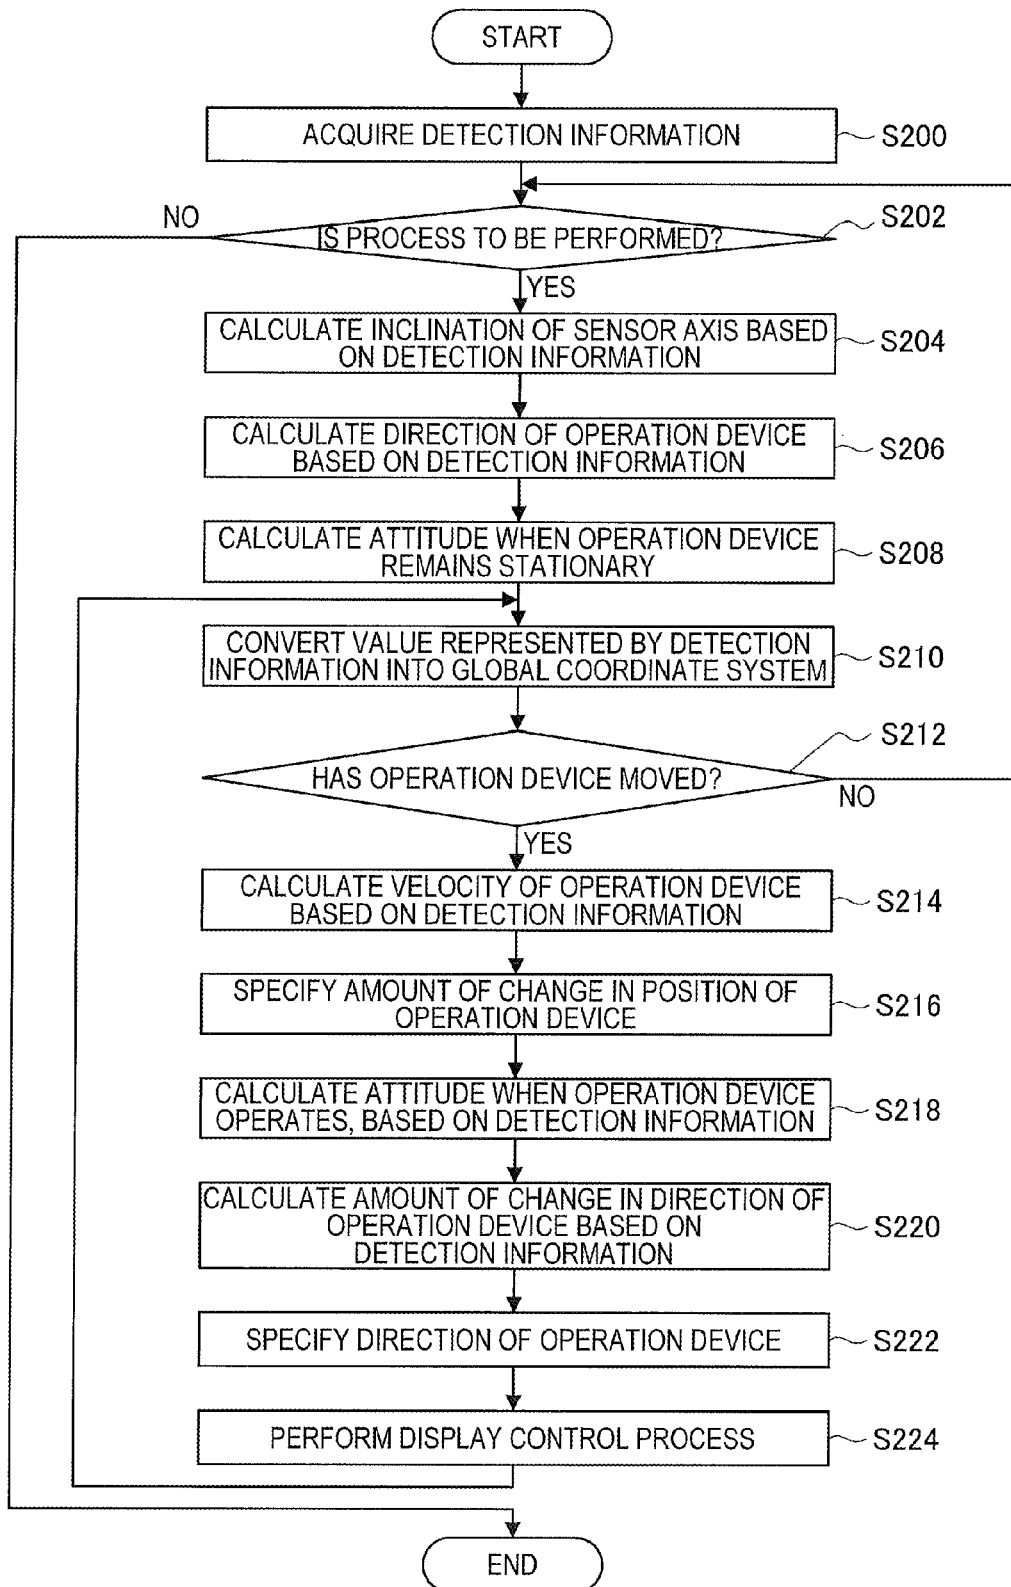 START
ACQUIRE DETECTION INFORMATION
S200
NO
S202
IS PROCESS TO BE PERFORMED?
YES
CALCULATE INCLINATION OF SENSOR AXIS BASED
ON DETECTION INFORMATION
S204
CALCULATE DIRECTION OF OPERATION DEVICE
BASED ON DETECTION INFORMATION
S206
CALCULATE ATTITUDE WHEN OPERATION DEVICE
REMAINS STATIONARY
S208
CONVERT VALUE REPRESENTED BY DETECTION
INFORMATION INTO GLOBAL COORDINATE SYSTEM
S210
S212
HAS OPERATION DEVICE MOVED?
NO
YES
CALCULATE VELOCITY OF OPERATION DEVICE
BASED ON DETECTION INFORMATION
S214
SPECIFY AMOUNT OF CHANGE IN POSITION OF
OPERATION DEVICE
S216
CALCULATE ATTITUDE WHEN OPERATION DEVICE
OPERATES, BASED ON DETECTION INFORMATION
S218
CALCULATE AMOUNT OF CHANGE IN DIRECTION OF
OPERATION DEVICE BASED ON
DETECTION INFORMATION
S220
SPECIFY DIRECTION OF OPERATION DEVICE
S222
PERFORM DISPLAY CONTROL PROCESS
S224
END